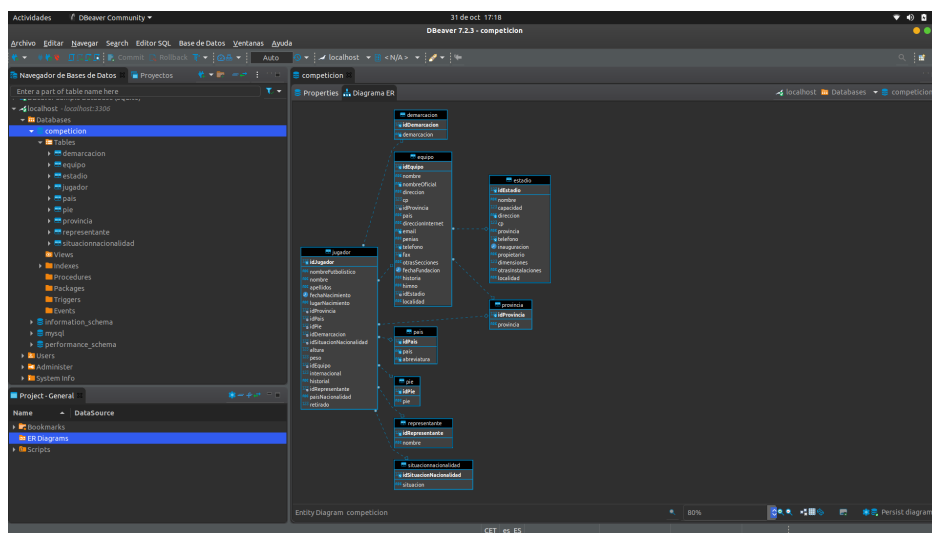 Actividades DBeaver Community 31 de oct 17:18
DBeaver 7.2.3 - competicion
Archivo Editar Navegar Search Editor SQL Base de Datos Ventanas Ayuda
Commit Rollback Auto localhost <N/A>
Navegador de Bases de Datos Proyectos
Enter a part of table name here
localhost - localhost:3306
Databases
competicion
Tables
demarcacion
equipo
estadio
jugador
pais
pie
provincia
representante
situacionnacionalidad
Views
Indexes
Procedures
Packages
Triggers
Events
information_schema
mysql
performance_schema
Users
Administer
System Info
Project - General
Name DataSource
Bookmarks
ER Diagrams
Scripts
competicion
Properties Diagrama ER localhost Databases competicion
demarcacion
idDemarcacion
demarcacion
equipo
idEquipo
nombre
nombreOficial
direccion
cp
idProvincia
pais
direccionInternet
email
penias
telefono
fax
otrasSecciones
fechaFundacion
historia
himno
idEstadio
localidad
estadio
idEstadio
nombre
capacidad
direccion
cp
provincia
telefono
inauguracion
propietario
dimensiones
otrasInstalaciones
localidad
jugador
idJugador
nombreFutbolistico
nombre
apellidos
fechaNacimiento
lugarNacimiento
idProvincia
idPais
idPie
idDemarcacion
idSituacionNacionalidad
altura
peso
idEquipo
internacional
historial
idRepresentante
paisNacionalidad
retirado
provincia
idProvincia
provincia
pais
idPais
pais
abreviatura
pie
idPie
pie
representante
idRepresentante
nombre
situacionnacionalidad
idSituacionNacionalidad
situacion
Entity Diagram competicion 80% Persist diagram
CET es_ES